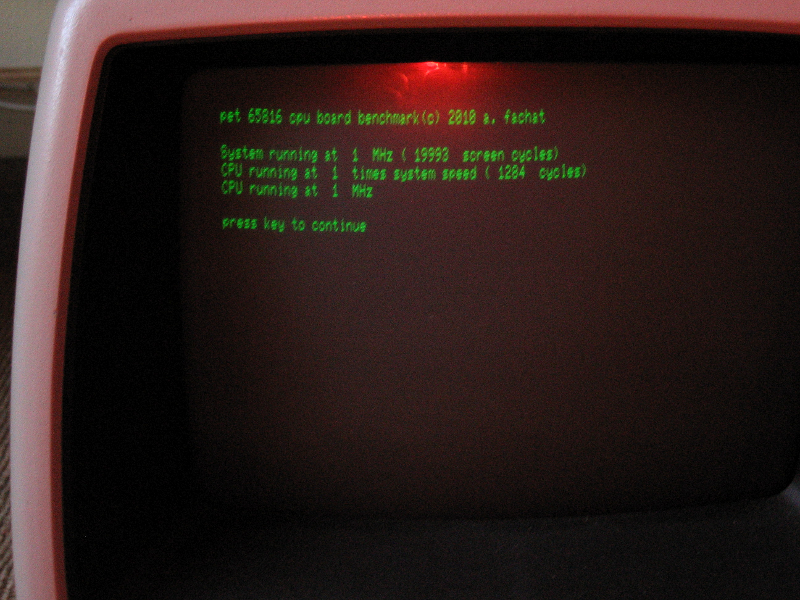 pet 65816 cpu board benchmark(c) 2010 a. fachat
System running at 1 MHz ( 19993 screen cycles)
CPU running at 1 times system speed ( 1284 cycles)
CPU running at 1 MHz
press key to continue